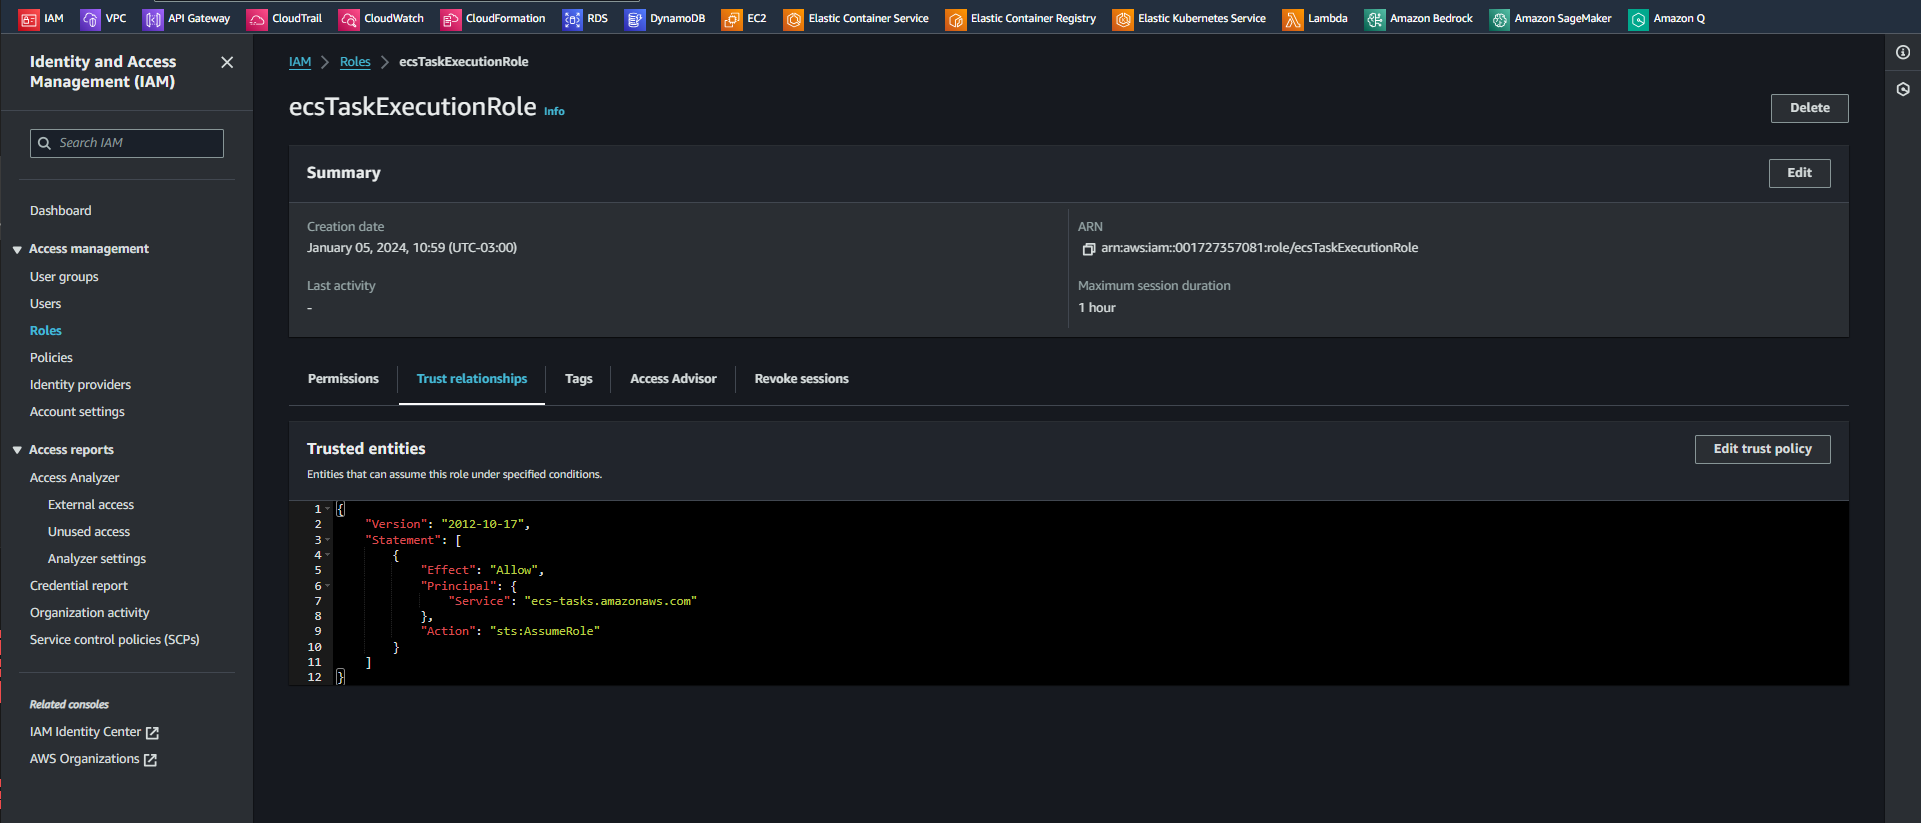 IAM VPC API Gateway CloudTrail CloudWatch CloudFormation RDS DynamoDB EC2 Elastic Container Service Elastic Container Registry Elastic Kubernetes Service Lambda Amazon Bedrock Amazon SageMaker Amazon Q
Identity and Access
Management (IAM)
Search IAM
Dashboard
Access management
User groups
Users
Roles
Policies
Identity providers
Account settings
Access reports
Access Analyzer
External access
Unused access
Analyzer settings
Credential report
Organization activity
Service control policies (SCPs)
Related consoles
IAM Identity Center
AWS Organizations
IAM Roles ecsTaskExecutionRole
ecsTaskExecutionRole Info
Delete
Summary
Edit
Creation date
January 05, 2024, 10:59 (UTC-03:00)
ARN
arn:aws:iam::001727357081:role/ecsTaskExecutionRole
Last activity
-
Maximum session duration
1 hour
Permissions Trust relationships Tags Access Advisor Revoke sessions
Trusted entities
Entities that can assume this role under specified conditions.
Edit trust policy
1 {
2 "Version": "2012-10-17",
3 "Statement": [
4 {
5 "Effect": "Allow",
6 "Principal": {
7 "Service": "ecs-tasks.amazonaws.com"
8 },
9 "Action": "sts:AssumeRole"
10 }
11 ]
12 }